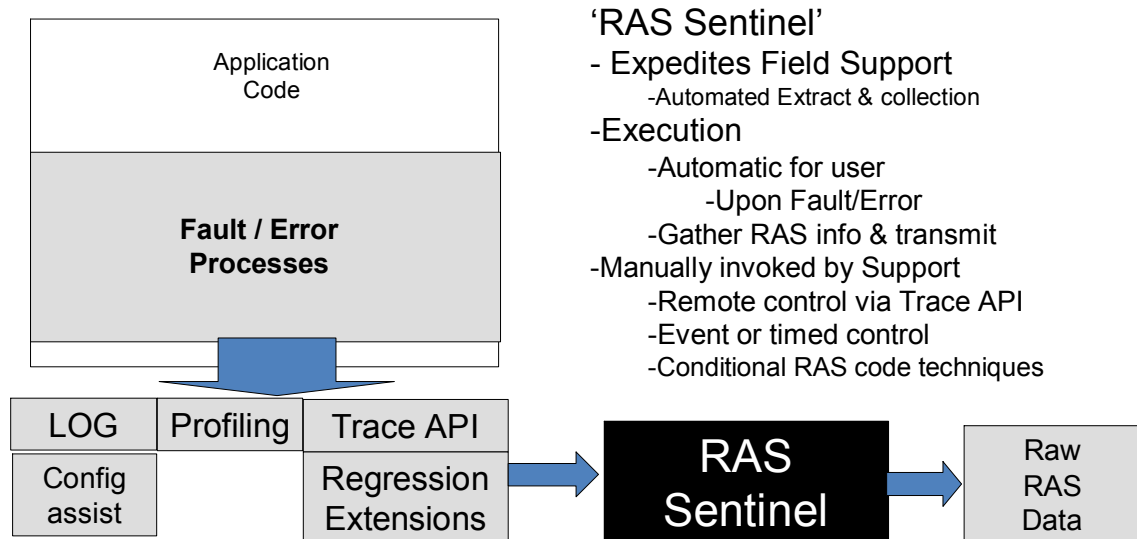 Application
Code
Fault / Error
Processes
LOG
Profiling
Trace API
Config
assist
Regression
Extensions
'RAS Sentinel'
- Expedites Field Support
-Automated Extract & collection
-Execution
-Automatic for user
-Upon Fault/Error
-Gather RAS info & transmit
-Manually invoked by Support
-Remote control via Trace API
-Event or timed control
-Conditional RAS code techniques
RAS
Sentinel
Raw
RAS
Data